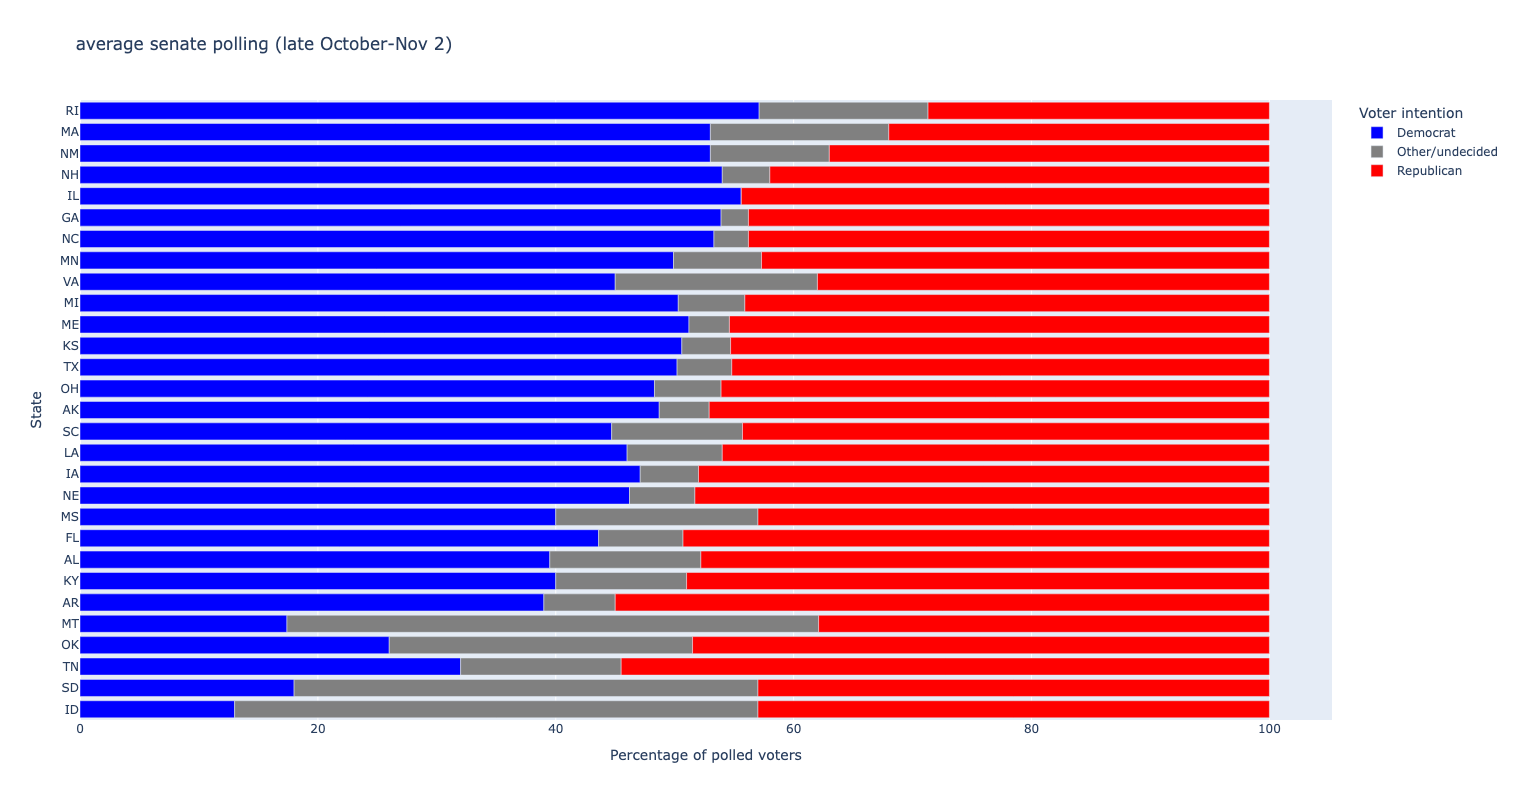 average senate polling (late October-Nov 2)
Voter intention
Democrat
Other/undecided
Republican
State
RI
MA
NM
NH
IL
GA
NC
MN
VA
MI
ME
KS
TX
OH
AK
SC
LA
IA
NE
MS
FL
AL
KY
AR
MT
OK
TN
SD
ID
0 20 40 60 80 100
Percentage of polled voters